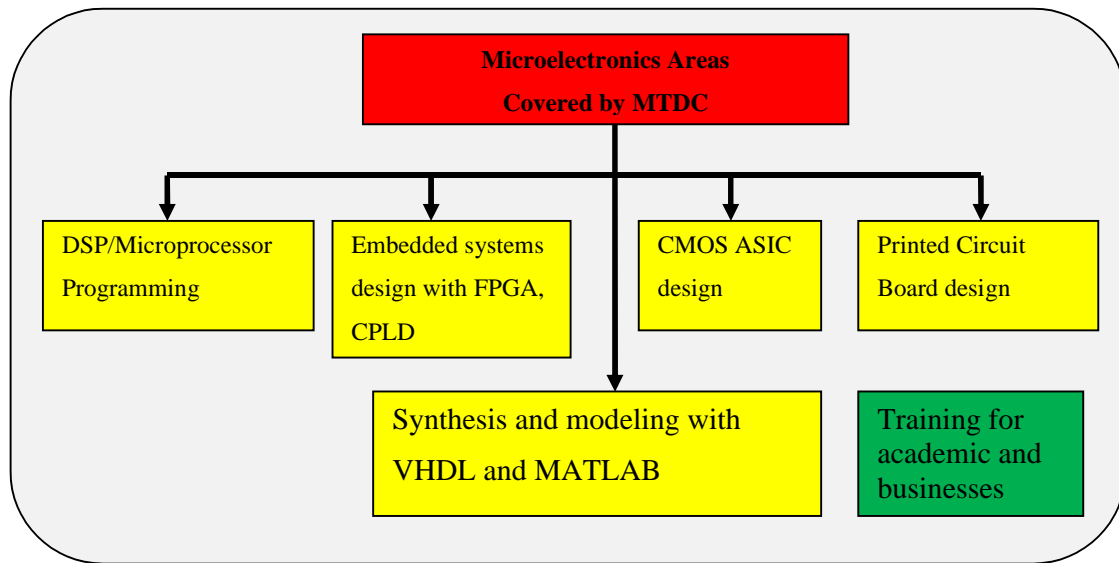 Microelectronics Areas
Covered by MTDC
DSP/Microprocessor
Programming
Embedded systems
design with FPGA,
CPLD
CMOS ASIC
design
Printed Circuit
Board design
Synthesis and modeling with
VHDL and MATLAB
Training for
academic and
businesses